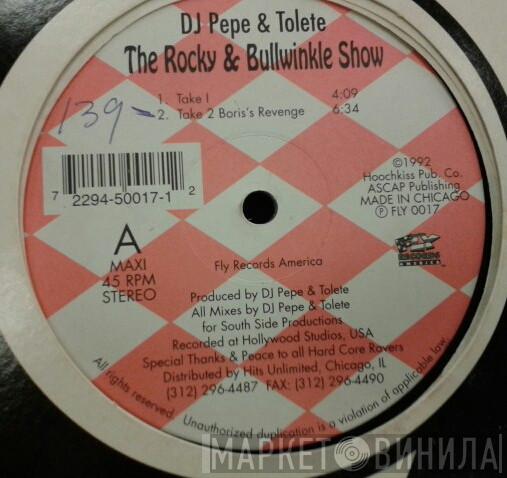 DJ Pepe & Tolete
The Rocky & Bullwinkle Show
1. Take I 4:09
2. Take 2 Boris's Revenge 6:34
139-
7 2294-50017-1 2
©1992
Hoochkiss Pub. Co.
ASCAP Publishing
MADE IN CHICAGO
℗ FLY 0017
A
MAXI
45 RPM
STEREO
FLY RECORDS
AMERICA
Fly Records America
Produced by DJ Pepe & Tolete
All Mixes by DJ Pepe & Tolete
for South Side Productions
Recorded at Hollywood Studios, USA
Special Thanks & Peace to all Hard Core Ravers
Distributed by Hits Unlimited, Chicago, IL
(312) 296-4487 FAX: (312) 296-4490
All rights reserved. Unauthorized duplication is a violation of applicable law.
МАРКЕТ ВИНИЛА